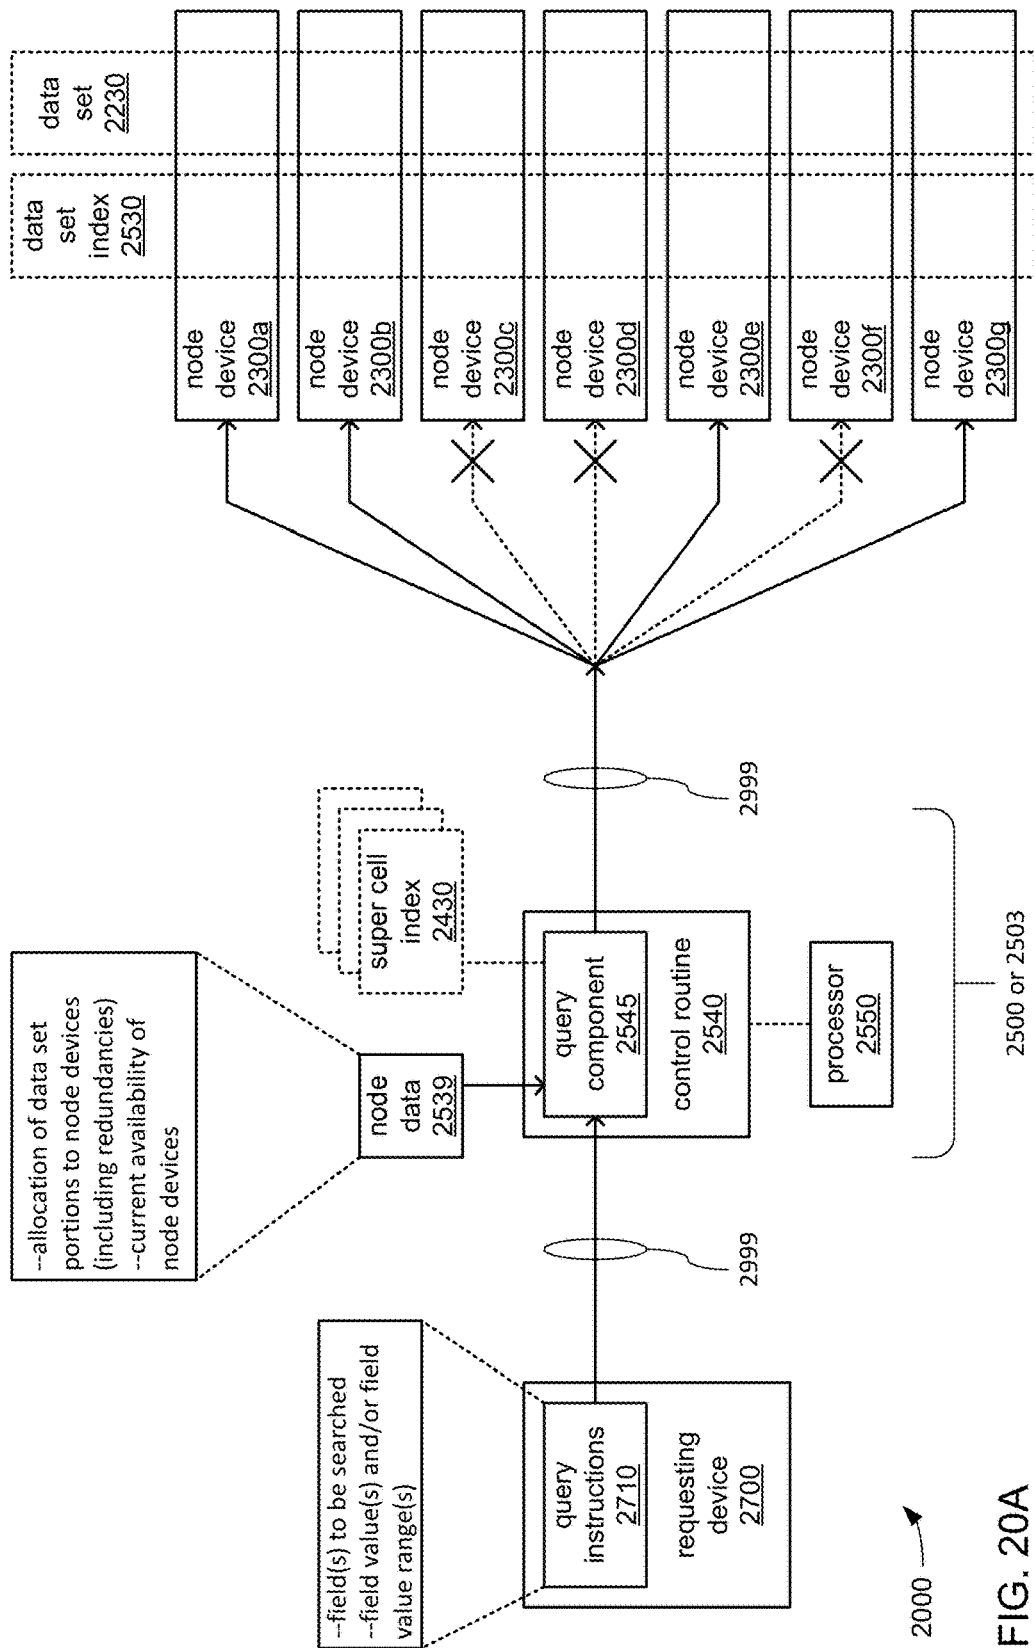 --field(s) to be searched
--field value(s) and/or field
value range(s)
query
instructions
2710
requesting
device
2700
2999
--allocation of data set
portions to node devices
(including redundancies)
--current availability of
node devices
node
data
2539
super cell
index
2430
query
component
2545
control routine
2540
processor
2550
2500 or 2503
2999
data
set
index
2530
data
set
2230
node
device
2300a
node
device
2300b
node
device
2300c
node
device
2300d
node
device
2300e
node
device
2300f
node
device
2300g
2000
FIG. 20A